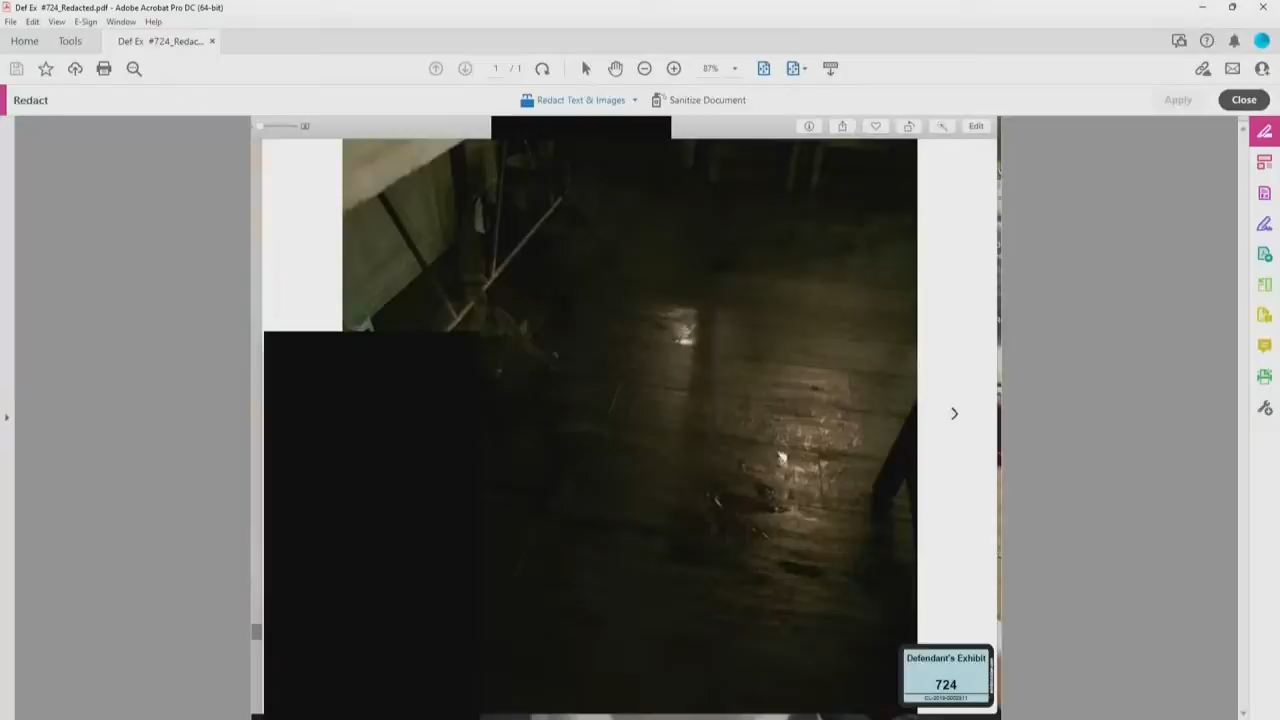 Def Ex #724_Redacted.pdf - Adobe Acrobat Pro DC (64-bit)
File Edit View E-Sign Window Help
Home Tools Def Ex #724_Redac... ×
1 / 1 87%
Redact Redact Text & Images Sanitize Document Apply Close
Edit
Defendant's Exhibit
724